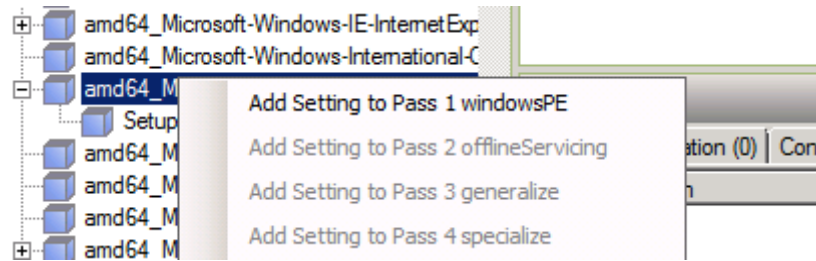 amd64_Microsoft-Windows-IE-InternetExp
amd64_Microsoft-Windows-International-C
amd64_M
Add Setting to Pass 1 windowsPE
Setup
Add Setting to Pass 2 offlineServicing
ation (0) Con
amd64_M
Add Setting to Pass 3 generalize
amd64_M
n
amd64_M
Add Setting to Pass 4 specialize
amd64_M